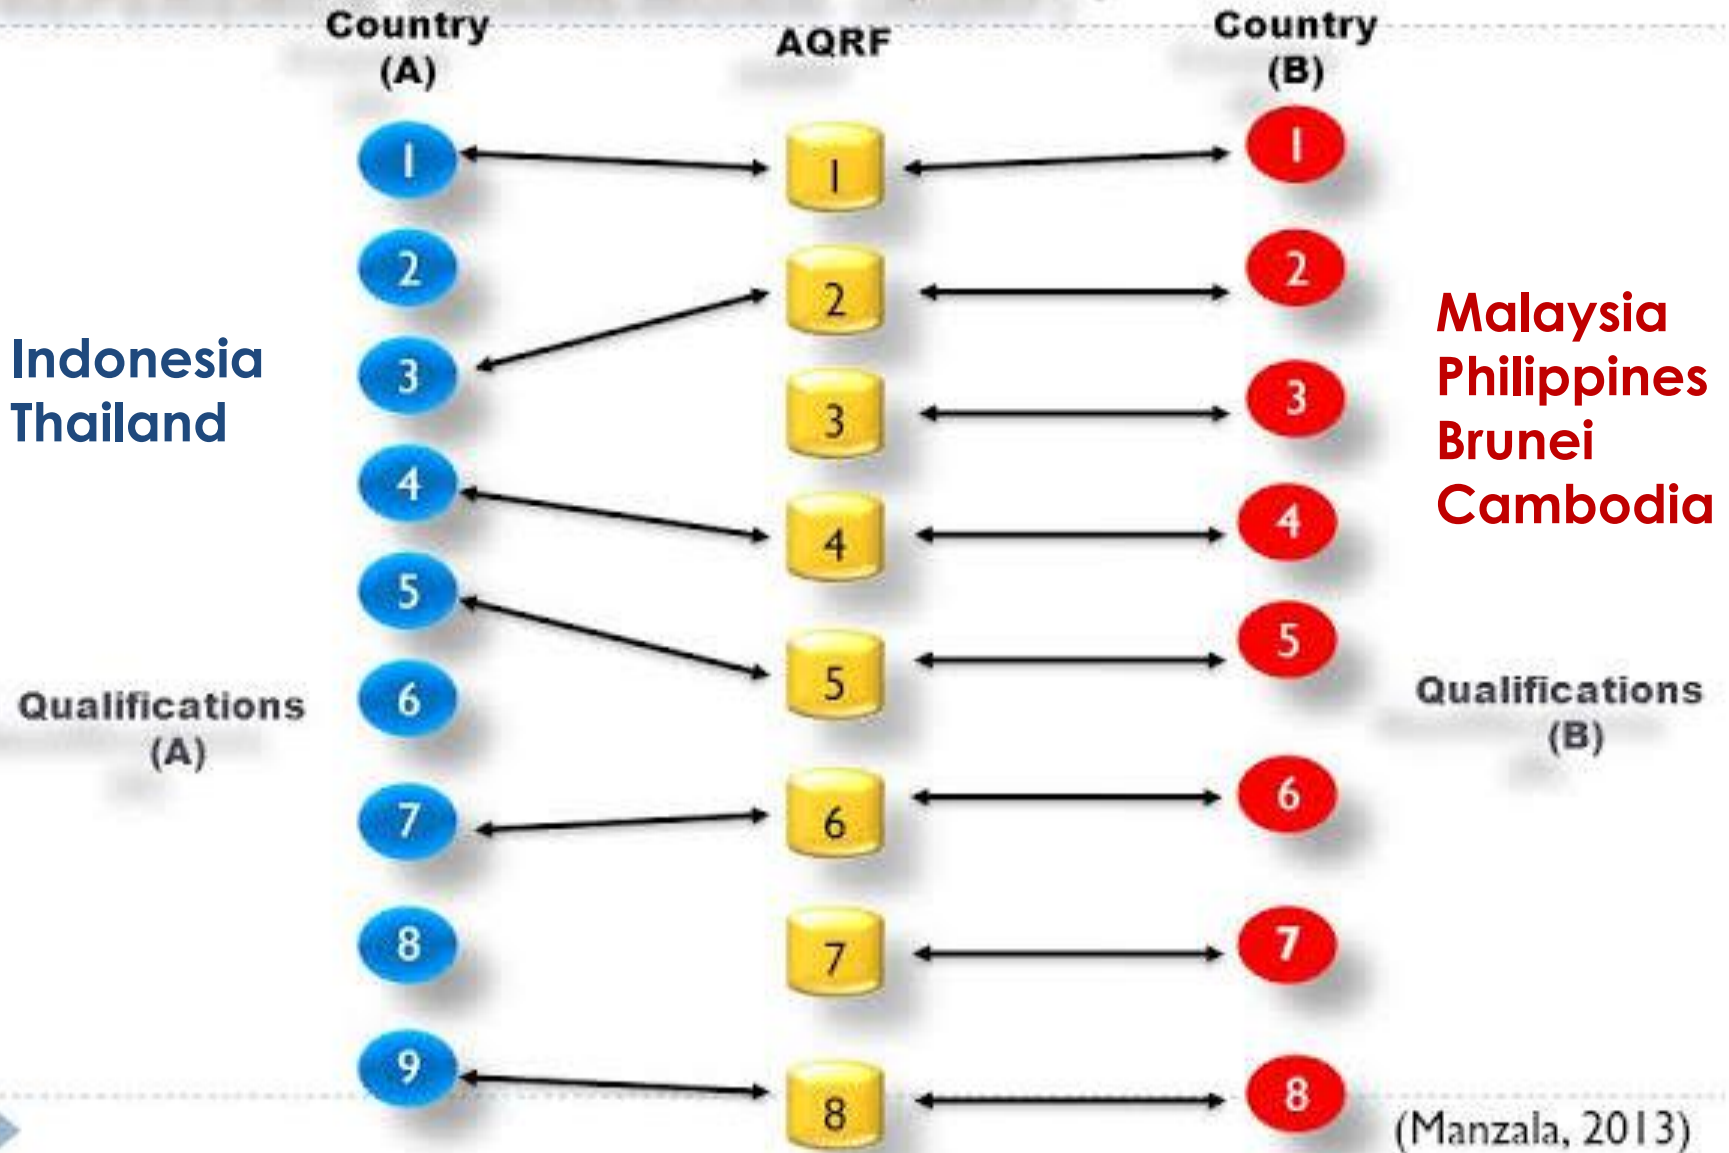 Country
(A)
AQRF
Country
(B)
1
1
1
2
2
2
Indonesia
Thailand
3
3
3
Malaysia
Philippines
Brunei
Cambodia
4
4
4
5
5
5
Qualifications
(A)
6
6
6
Qualifications
(B)
7
7
7
8
9
8
8
(Manzala, 2013)